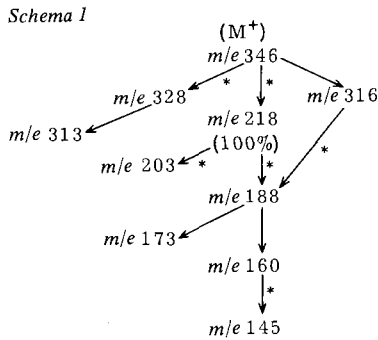 Schema 1
(M+)
m/e 346
m/e 328 * * m/e 316
m/e 218
m/e 313 (100%)
m/e 203 * * *
m/e 188
m/e 173
m/e 160
*
m/e 145